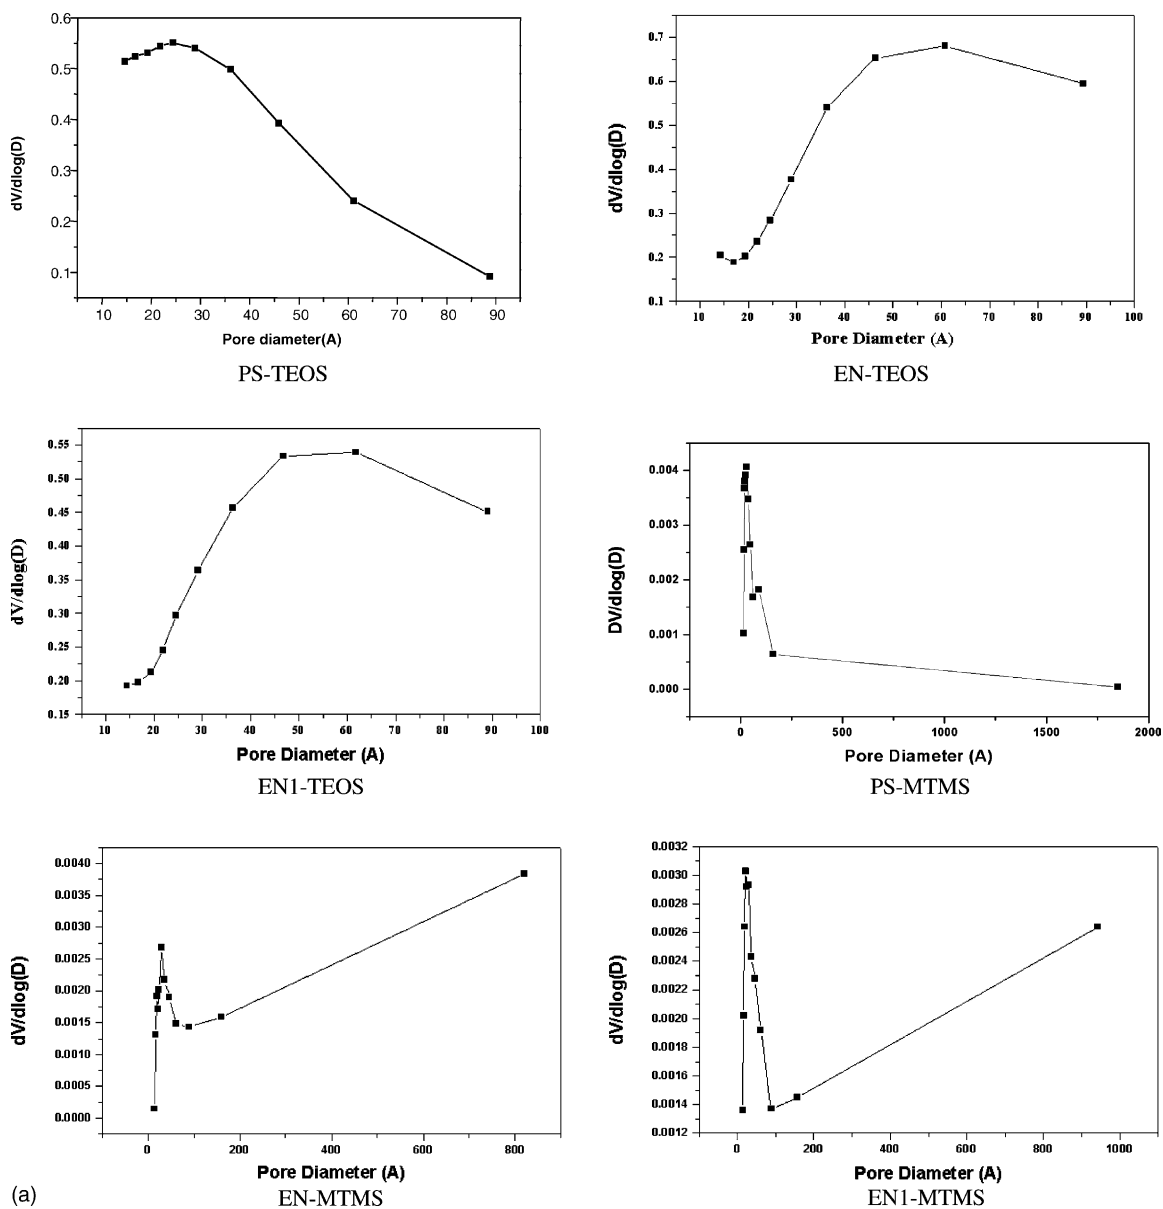 0.6
0.5
0.4
0.3
0.2
0.1
dV/dlog(D)
10 20 30 40 50 60 70 80 90
Pore diameter(A)
PS-TEOS
0.7
0.6
0.5
0.4
0.3
0.2
0.1
dV/dlog(D)
10 20 30 40 50 60 70 80 90 100
Pore Diameter (A)
EN-TEOS
0.55
0.50
0.45
0.40
0.35
0.30
0.25
0.20
0.15
dV/dlog(D)
10 20 30 40 50 60 70 80 90 100
Pore Diameter (A)
EN1-TEOS
0.004
0.003
0.002
0.001
0.000
DV/dlog(D)
0 500 1000 1500 2000
Pore Diameter (A)
PS-MTMS
0.0040
0.0035
0.0030
0.0025
0.0020
0.0015
0.0010
0.0005
0.0000
dV/dlog(D)
0 200 400 600 800
Pore Diameter (A)
EN-MTMS
0.0032
0.0030
0.0028
0.0026
0.0024
0.0022
0.0020
0.0018
0.0016
0.0014
0.0012
dV/dlog(D)
0 200 400 600 800 1000
Pore Diameter (A)
EN1-MTMS
(a)